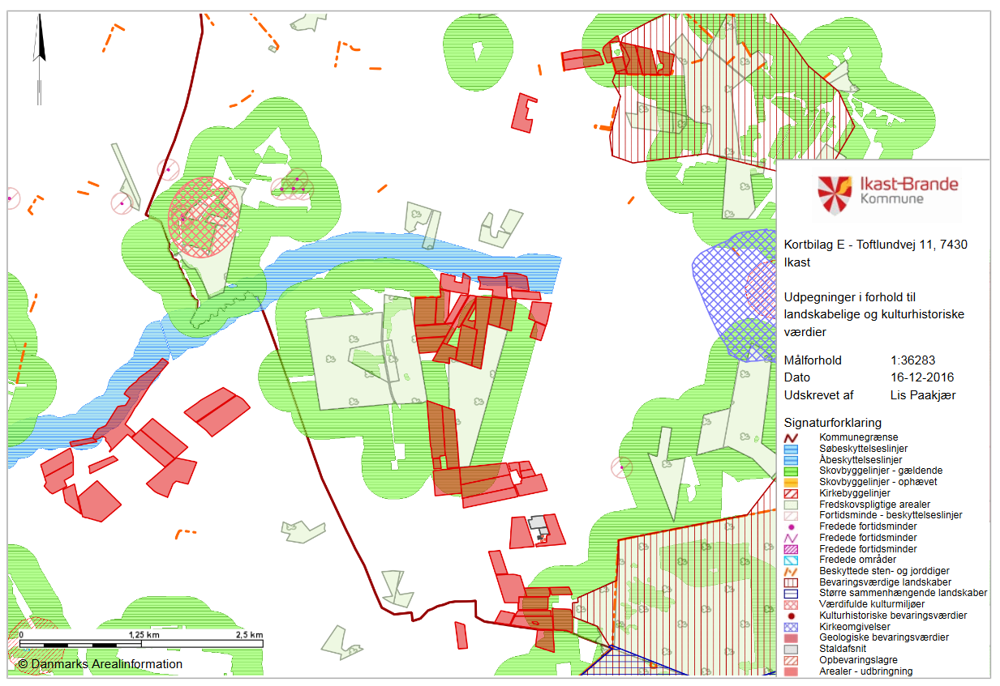 Ikast-Brande
Kommune
Kortbilag E - Toftlundvej 11, 7430
Ikast
Udpegninger i forhold til
landskabelige og kulturhistoriske
værdier
Målforhold 1:36283
Dato 16-12-2016
Udskrevet af Lis Paakjær
Signaturforklaring
Kommunegrænse
Søbeskyttelseslinjer
Åbeskyttelseslinjer
Skovbyggelinjer - gældende
Skovbyggelinjer - ophævet
Kirkebyggelinjer
Fredskovspligtige arealer
Fortidsminde - beskyttelseslinjer
Fredede fortidsminder
Fredede fortidsminder
Fredede fortidsminder
Fredede områder
Beskyttede sten- og jorddiger
Bevaringsværdige landskaber
Større sammenhængende landskaber
Værdifulde kulturmiljøer
Kulturhistoriske bevaringsværdier
Kirkeomgivelser
Geologiske bevaringsværdier
Staldafsnit
Opbevaringslagre
Arealer - udbringning
0 1,25 km 2,5 km
© Danmarks Arealinformation